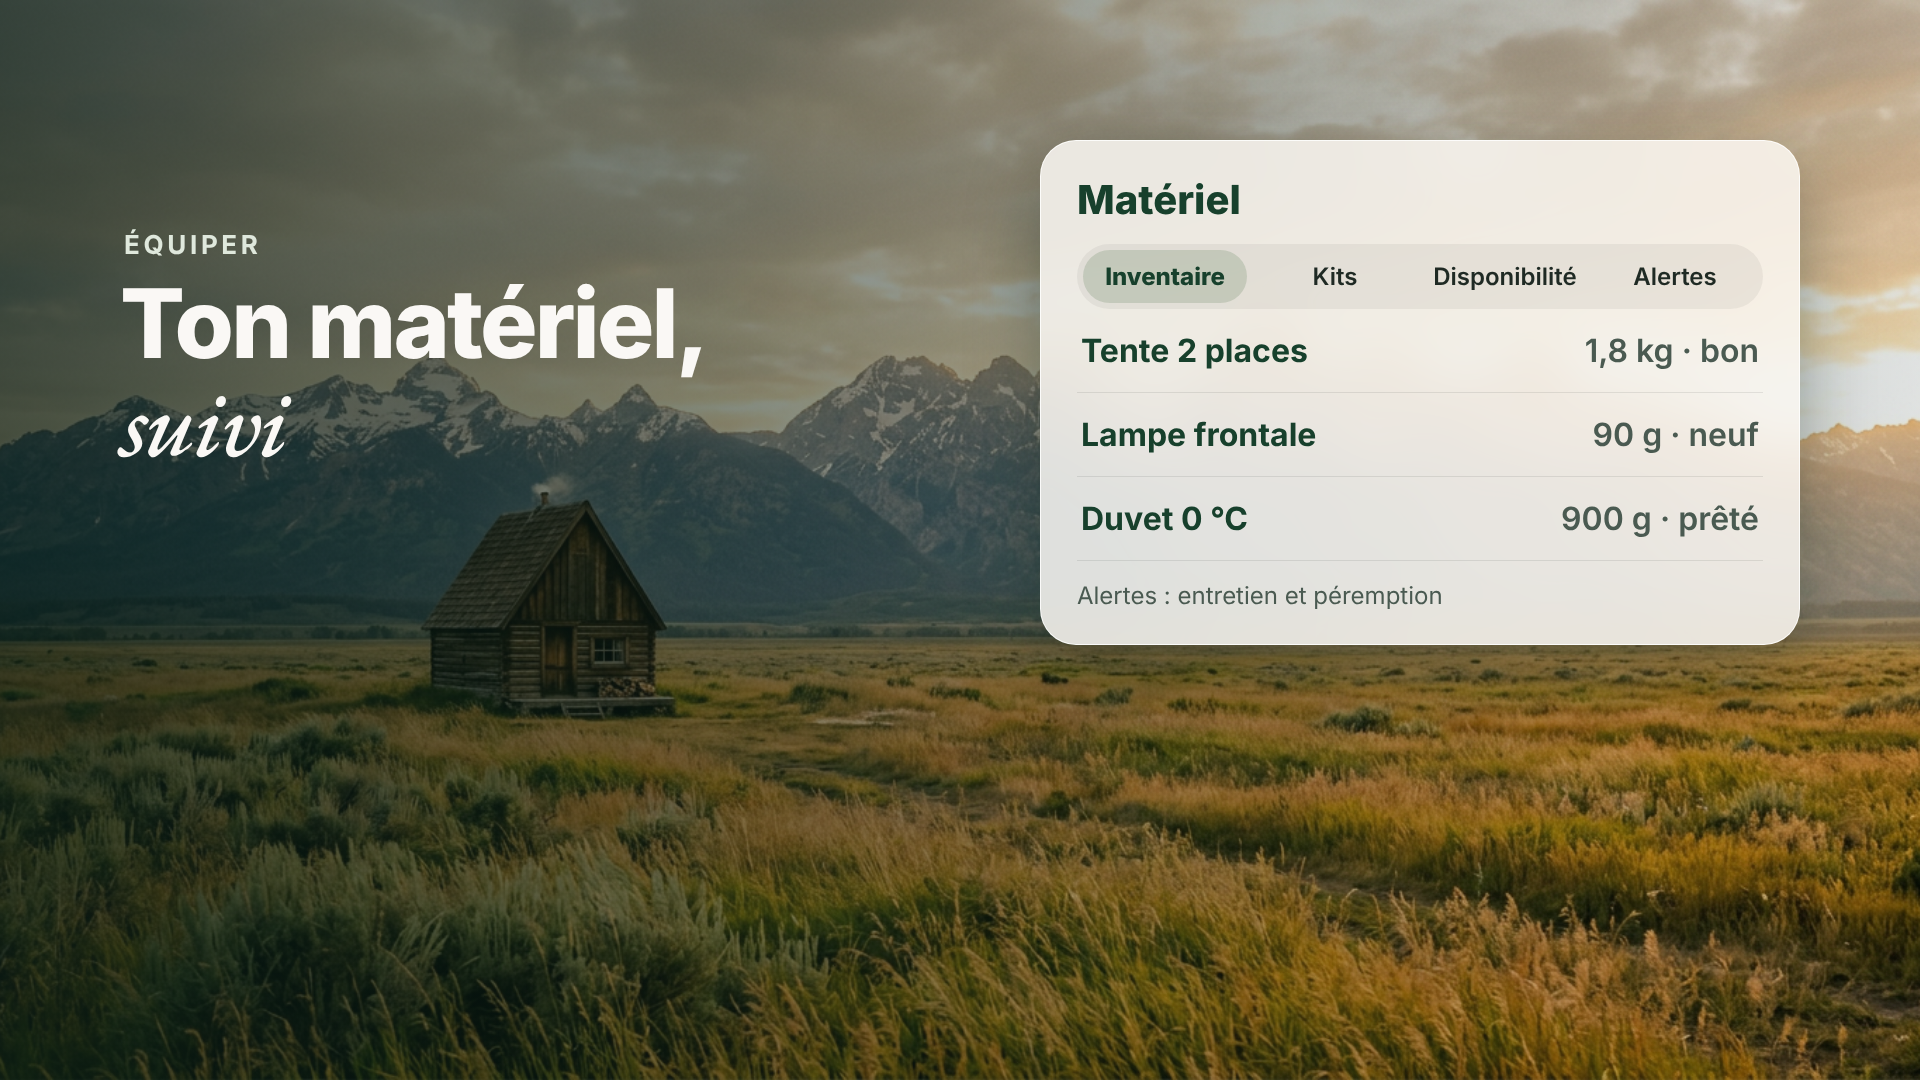 ÉQUIPER
Ton matériel,
suivi
Matériel
Inventaire Kits Disponibilité Alertes
Tente 2 places 1,8 kg · bon
Lampe frontale 90 g · neuf
Duvet 0 °C 900 g · prêté
Alertes : entretien et péremption